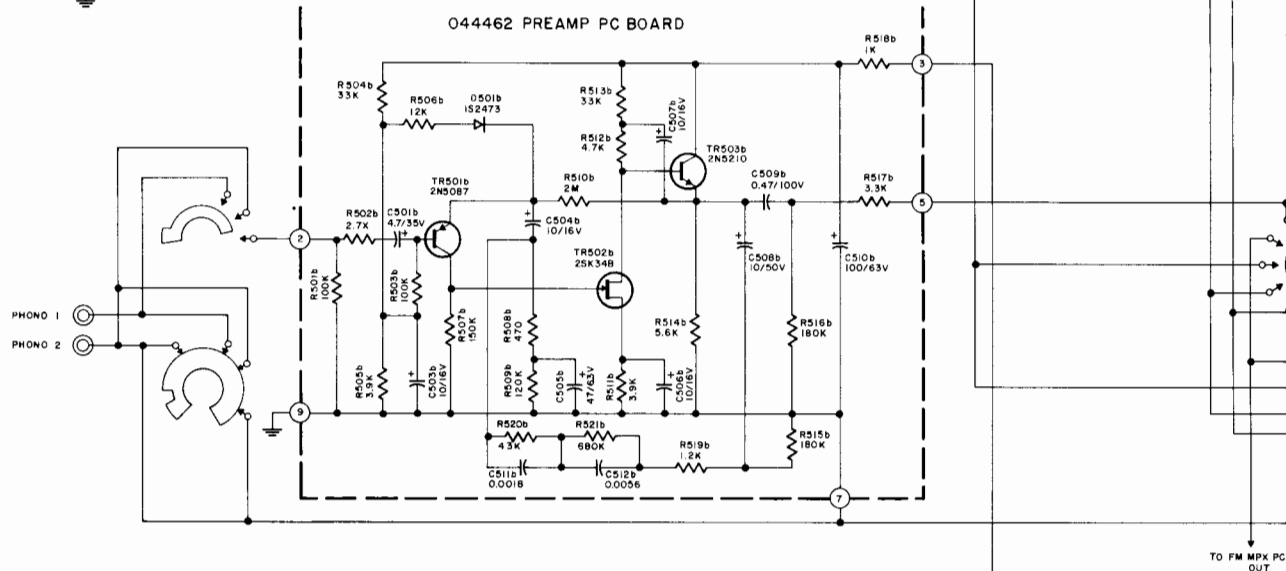 044462 PREAMP PC BOARD
R518b
1K
3
R504b
33K
R506b
12K
D501b
1S2473
R513b
33K
C507b
10/16V
+
R512b
4.7K
TR503b
2N5210
TR501b
2N5087
R510b
2M
C509b
0.47/100V
R517b
3.3K
5
R502b
2.7K
C501b
4.7/35V
+
+
C504b
10/16V
2
TR502b
2SK34B
+
C508b
10/50V
+
C510b
100/63V
R501b
100K
R503b
100K
R507b
150K
R508b
470
R514b
5.6K
R516b
180K
PHONO 1
PHONO 2
R505b
3.9K
+
C503b
10/16V
R509b
120K
C505b
+
47/6.3V
R511b
3.9K
C506b
+
10/16V
9
R520b
43K
R521b
680K
R519b
1.2K
R515b
180K
C511b
0.0018
C512b
0.0056
7
TO FM MPX PC
OUT